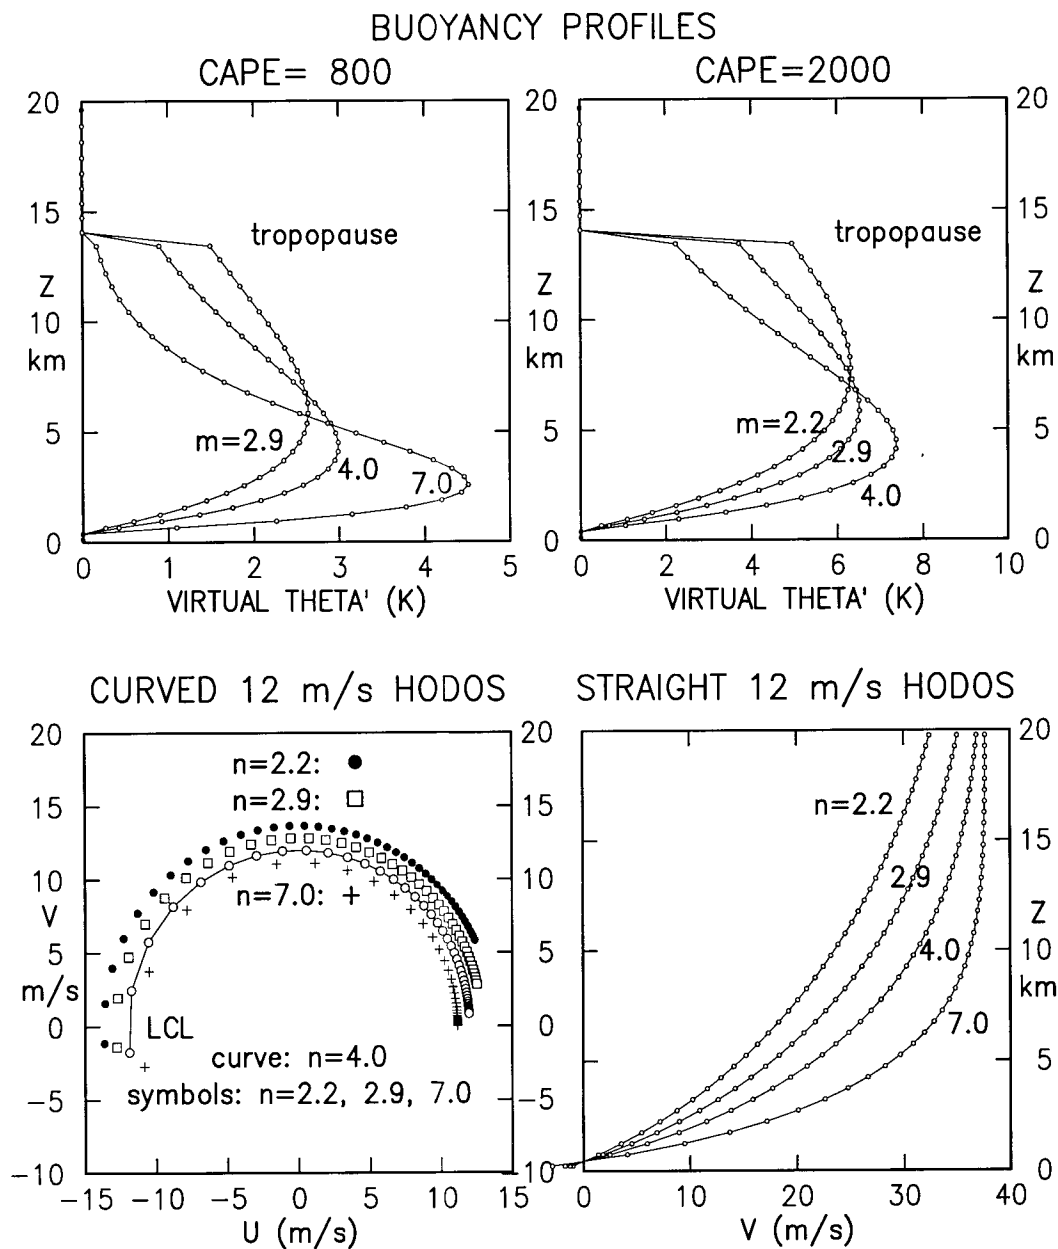 BUOYANCY PROFILES
CAPE= 800
CAPE=2000
20
15
10
5
0
Z
km
tropopause
m=2.9
4.0
7.0
0 1 2 3 4 5
VIRTUAL THETA' (K)
20
15
10
5
0
Z
km
tropopause
m=2.2
2.9
4.0
20
15
10
5
0
Z
km
0 2 4 6 8 10
VIRTUAL THETA' (K)
CURVED 12 m/s HODOS
STRAIGHT 12 m/s HODOS
20
15
10
V
5
m/s
0
-5
-10
n=2.2:
n=2.9:
n=7.0: +
LCL
curve: n=4.0
symbols: n=2.2, 2.9, 7.0
-15 -10 -5 0 5 10 15
U (m/s)
20
15
10
5
0
-5
-10
n=2.2
2.9
4.0
7.0
20
15
Z
10
km
5
0
0 10 20 30 40
V (m/s)